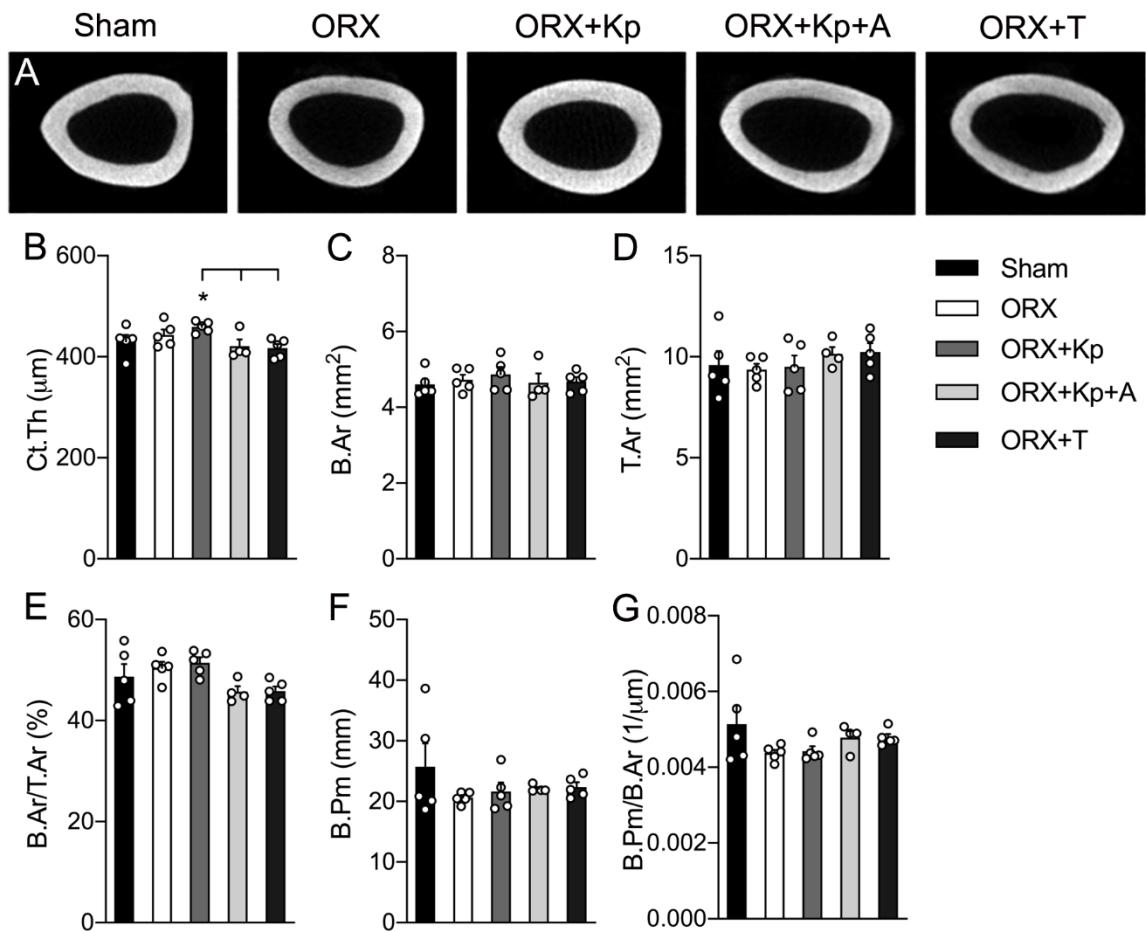 Sham ORX ORX+Kp ORX+Kp+A ORX+T
A
B
Ct.Th (μm)
600
400
200
0
*
C
B.Ar (mm²)
8
6
4
2
0
D
T.Ar (mm²)
15
10
5
0
Sham
ORX
ORX+Kp
ORX+Kp+A
ORX+T
E
B.Ar/T.Ar (%)
60
40
20
0
F
B.Pm (mm)
50
40
30
20
10
0
G
B.Pm/B.Ar (1/μm)
0.008
0.006
0.004
0.002
0.000